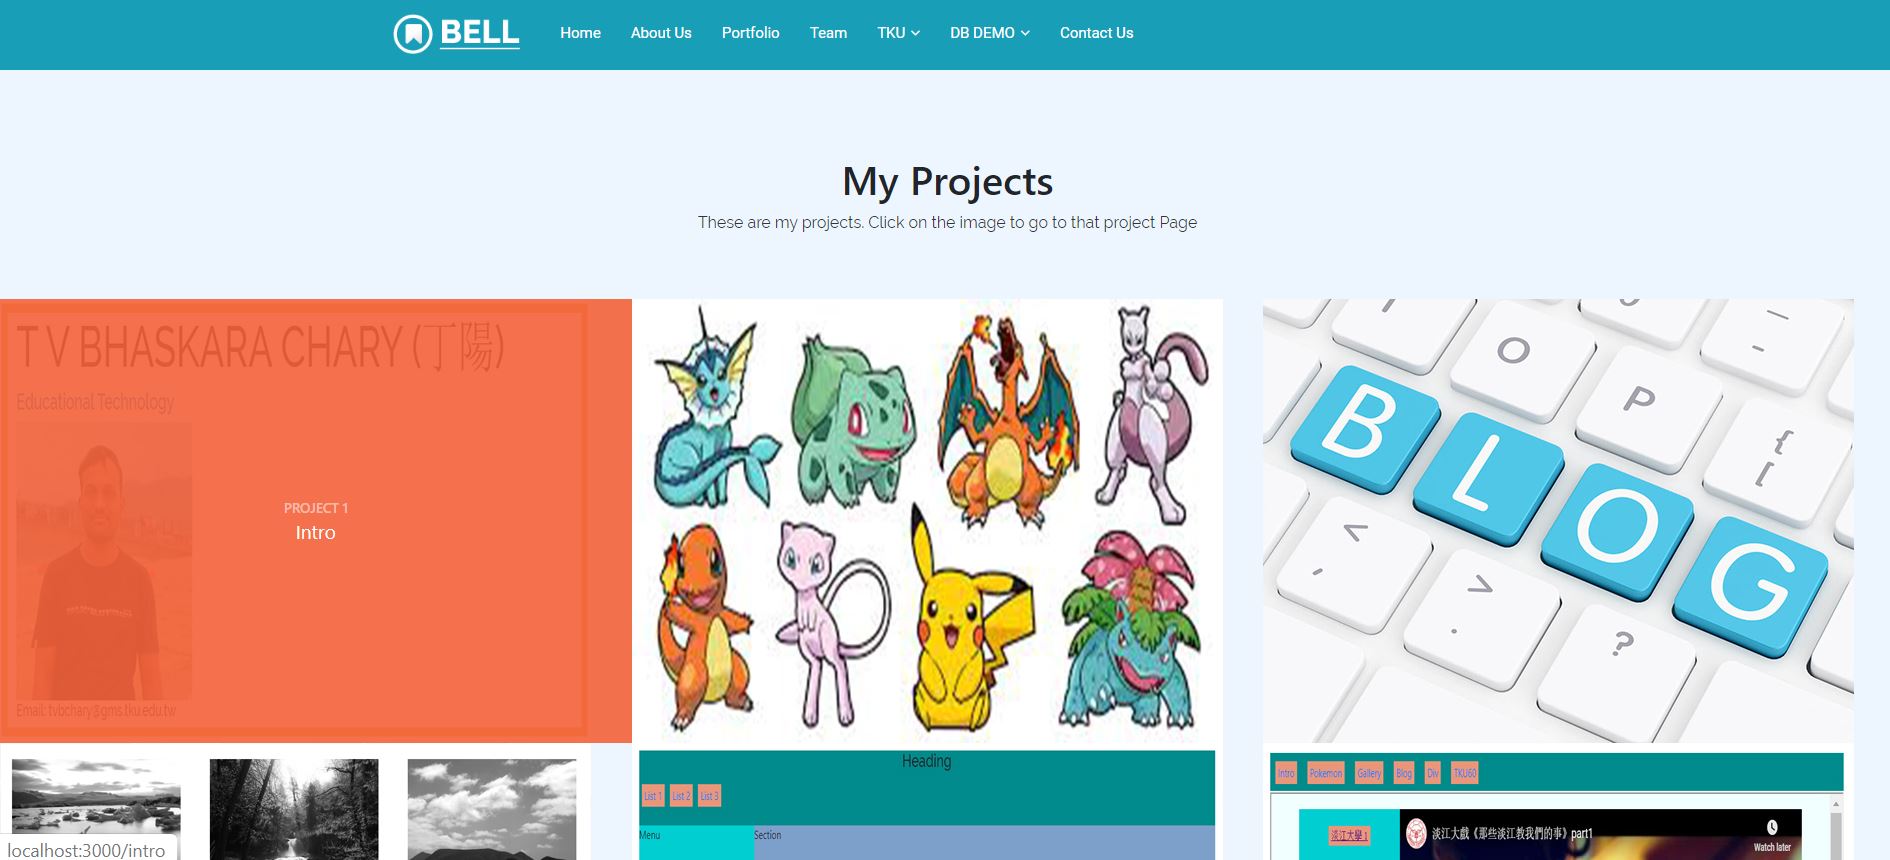 BELL
Home About Us Portfolio Team TKU DB DEMO Contact Us
My Projects
These are my projects. Click on the image to go to that project Page
T V BHASKARA CHARY (丁陽)
Educational Technology
PROJECT 1
Intro
Email: tvbchary@gms.tku.edu.tw
O
P
{
[
B
L
O
G
<
,
>
.
?
Heading
List 1 List 2 List 3
Menu
Section
Intro Pokemon Gallery Blog Div TKU60
淡江大學 1
淡江大戲《那些淡江教我們的事》part1
Watch later
localhost:3000/intro